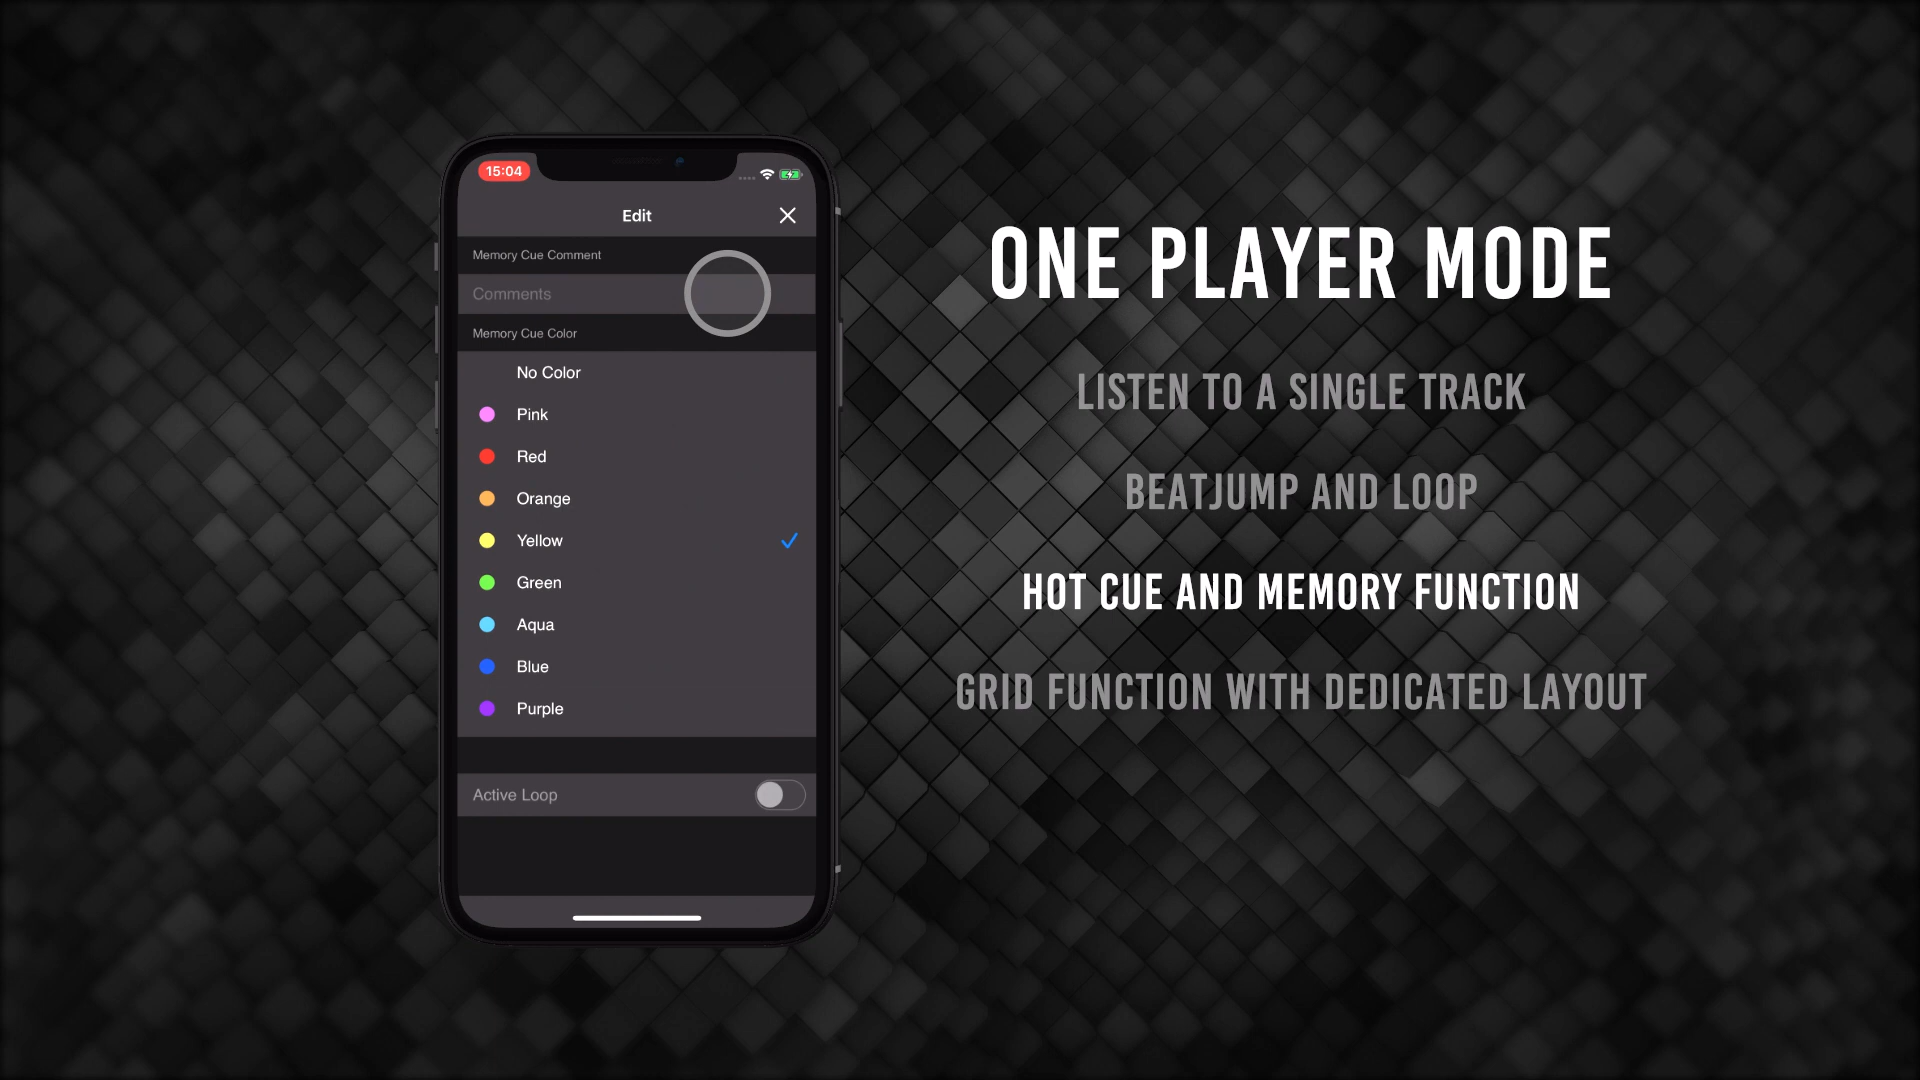 15:04
Edit
Memory Cue Comment
Comments
Memory Cue Color
No Color
Pink
Red
Orange
Yellow
Green
Aqua
Blue
Purple
Active Loop
ONE PLAYER MODE
LISTEN TO A SINGLE TRACK
BEATJUMP AND LOOP
HOT CUE AND MEMORY FUNCTION
GRID FUNCTION WITH DEDICATED LAYOUT